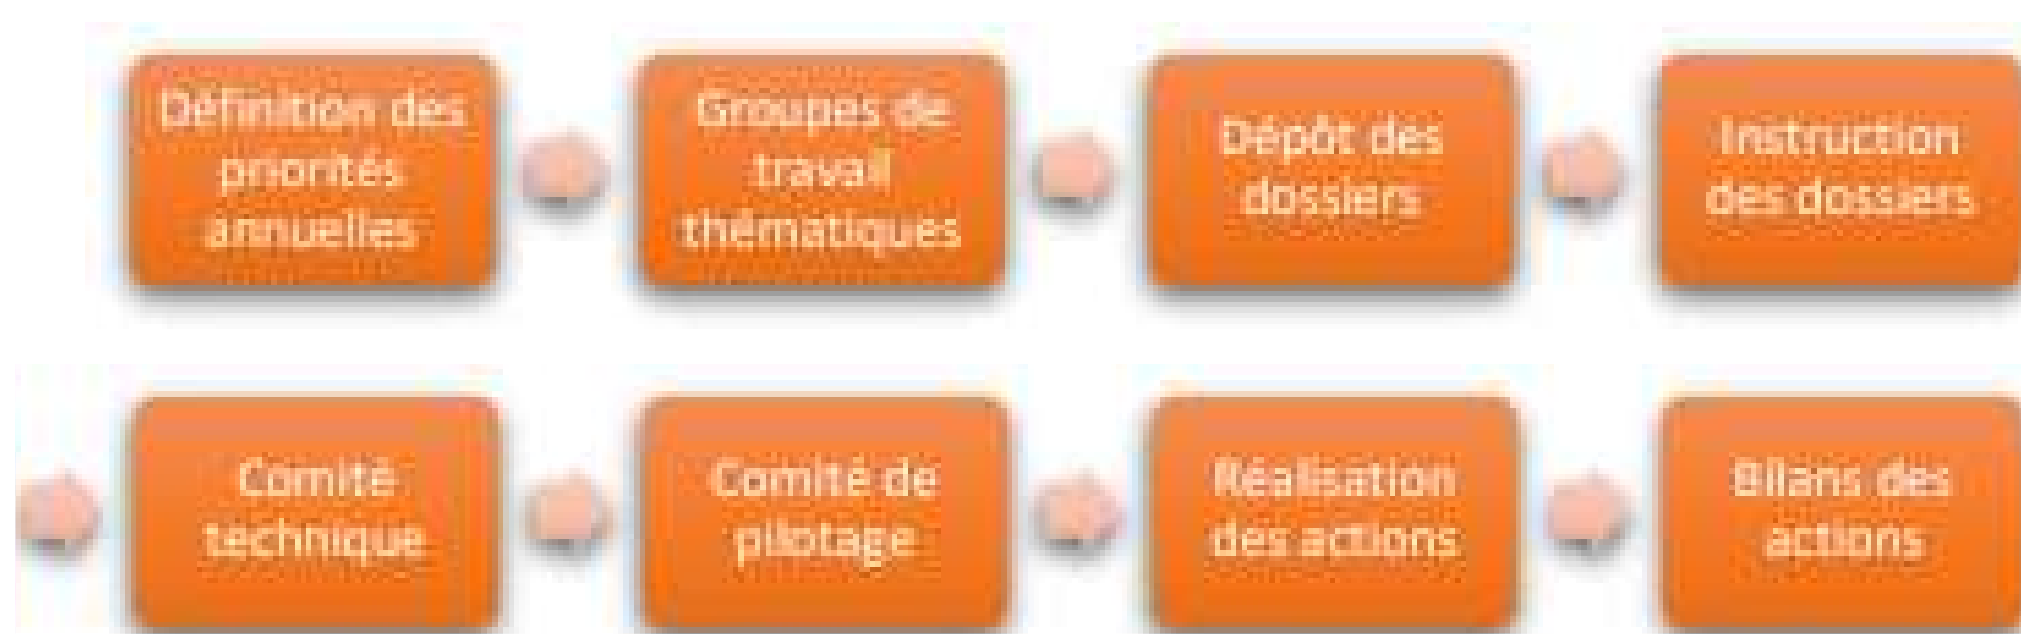 Définition des
priorités
annuelles
Groupes de
travail
thématiques
Dépôt des
dossiers
Instruction
des dossiers
Comité
technique
Comité de
pilotage
Réalisation
des actions
Bilans des
actions